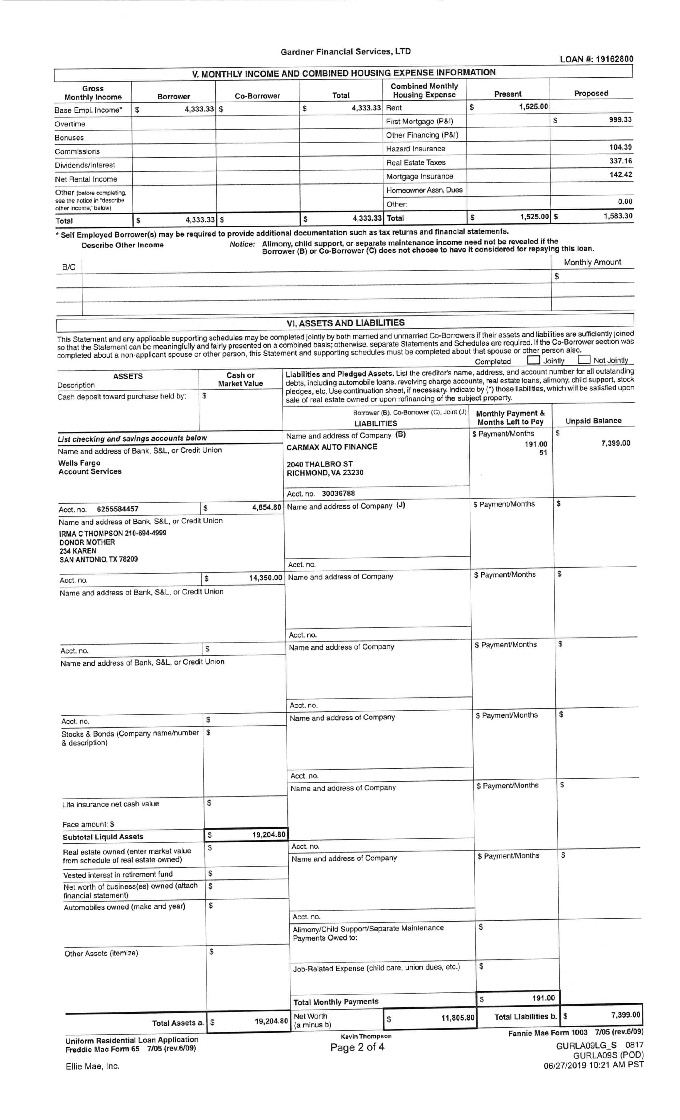 Gardner Financial Services, LTD
LOAN #: 19162800
V. MONTHLY INCOME AND COMBINED HOUSING EXPENSE INFORMATION
Gross Monthly Income Borrower Co-Borrower Total Combined Monthly Housing Expense Present Proposed
Base Empl. Income* $ 4,333.33 $ $ 4,333.33 Rent $ 1,525.00
Overtime First Mortgage (P&I) $ 999.33
Bonuses Other Financing (P&I)
Commissions Hazard Insurance 104.39
Dividends/Interest Real Estate Taxes 337.16
Net Rental Income Mortgage Insurance 142.42
Other (before completing, see the notice in "describe other income," below) Homeowner Assn. Dues
Other: 0.00
Total $ 4,333.33 $ $ 4,333.33 Total $ 1,525.00 $ 1,583.30
* Self Employed Borrower(s) may be required to provide additional documentation such as tax returns and financial statements.
Describe Other Income Notice: Alimony, child support, or separate maintenance income need not be revealed if the
Borrower (B) or Co-Borrower (C) does not choose to have it considered for repaying this loan.
B/C Monthly Amount
$
VI. ASSETS AND LIABILITIES
This Statement and any applicable supporting schedules may be completed jointly by both married and unmarried Co-Borrowers if their assets and liabilities are sufficiently joined
so that the Statement can be meaningfully and fairly presented on a combined basis; otherwise, separate Statements and Schedules are required. If the Co-Borrower section was
completed about a non-applicant spouse or other person, this Statement and supporting schedules must be completed about that spouse or other person also.
Completed Jointly Not Jointly
ASSETS
Description
Cash or Market Value
Cash deposit toward purchase held by: $
Liabilities and Pledged Assets. List the creditor's name, address, and account number for all outstanding
debts, including automobile loans, revolving charge accounts, real estate loans, alimony, child support, stock
pledges, etc. Use continuation sheet, if necessary. Indicate by (*) those liabilities, which will be satisfied upon
sale of real estate owned or upon refinancing of the subject property.
Borrower (B), Co-Borrower (C), Joint (J)
LIABILITIES
Monthly Payment & Months Left to Pay
Unpaid Balance
List checking and savings accounts below
Name and address of Bank, S&L, or Credit Union
Wells Fargo
Account Services
Name and address of Company (B)
CARMAX AUTO FINANCE
2040 THALBRO ST
RICHMOND, VA 23230
Acct. no. 30036788
$ Payment/Months
191.00
51
$
7,399.00
Acct. no. 6255584457 $ 4,854.80
Name and address of Company (J) $ Payment/Months $
Name and address of Bank, S&L, or Credit Union
IRMA C THOMPSON 210-694-4999
DONOR MOTHER
234 KAREN
SAN ANTONIO, TX 78209
Acct. no.
Acct. no. $ 14,350.00
Name and address of Company $ Payment/Months $
Name and address of Bank, S&L, or Credit Union
Acct. no.
Acct. no. $
Name and address of Company $ Payment/Months $
Name and address of Bank, S&L, or Credit Union
Acct. no.
Acct. no. $
Name and address of Company $ Payment/Months $
Stocks & Bonds (Company name/number & description) $
Acct. no.
Name and address of Company $ Payment/Months $
Life insurance net cash value $
Face amount: $
Subtotal Liquid Assets $ 19,204.80
Acct. no.
Real estate owned (enter market value from schedule of real estate owned) $
Name and address of Company $ Payment/Months $
Vested interest in retirement fund $
Net worth of business(es) owned (attach financial statement) $
Automobiles owned (make and year) $
Acct. no.
Alimony/Child Support/Separate Maintenance Payments Owed to: $
Other Assets (itemize) $
Job-Related Expense (child care, union dues, etc.) $
Total Monthly Payments $ 191.00
Total Assets a. $ 19,204.80 Net Worth (a minus b) $ 11,805.80 Total Liabilities b. $ 7,399.00
Uniform Residential Loan Application
Freddie Mac Form 65 7/05 (rev.6/09)
Kevin Thompson
Page 2 of 4
Fannie Mae Form 1003 7/05 (rev.6/09)
Ellie Mae, Inc.
GURLA09LG_S 0817
GURLA09S (POD)
06/27/2019 10:21 AM PST